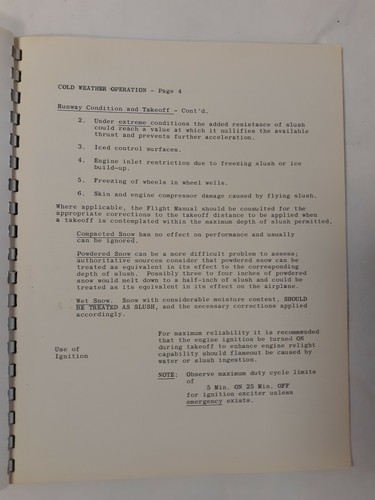 COLD WEATHER OPERATION - Page 4
Runway Condition and Takeoff - Cont'd.
2. Under extreme conditions the added resistance of slush
could reach a value at which it nullifies the available
thrust and prevents further acceleration.
3. Iced control surfaces.
4. Engine inlet restriction due to freezing slush or ice
build-up.
5. Freezing of wheels in wheel wells.
6. Skin and engine compressor damage caused by flying slush.
Where applicable, the Flight Manual should be consulted for the
appropriate corrections to the takeoff distance to be applied when
a takeoff is contemplated within the maximum depth of slush permitted.
Compacted Snow has no effect on performance and usually
can be ignored.
Powdered Snow can be a more difficult problem to assess;
authoritative sources consider that powdered snow can be
treated as equivalent in its effect to the corresponding
depth of slush. Possibly three to four inches of powdered
snow would melt down to a half-inch of slush and could be
treated as its equivalent in its effect on the airplane.
Wet Snow. Snow with considerable moisture content, SHOULD
BE TREATED AS SLUSH, and the necessary corrections applied
accordingly.
Use of
Ignition
For maximum reliability it is recommended
that the engine ignition be turned ON
during takeoff to enhance engine relight
capability should flameout be caused by
water or slush ingestion.
NOTE: Observe maximum duty cycle limits
of
5 Min. ON 25 Min. OFF
for ignition exciter unless
emergency exists.